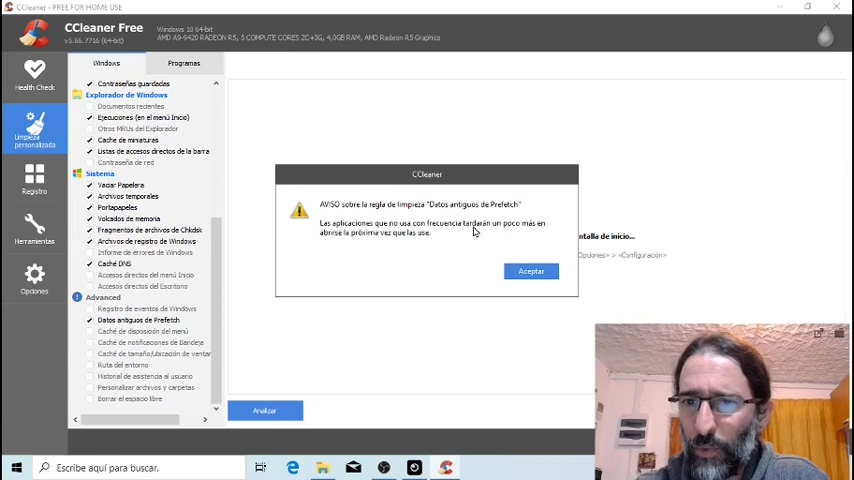 CCleaner - FREE FOR HOME USE
CCleaner Free
v5.66.7716 (64-bit)
Windows 10 64-bit
AMD A9-9420 RADEON R5, 5 COMPUTE CORES 2C+3G, 4,0GB RAM, AMD Radeon R5 Graphics
Windows
Programas
Health Check
Limpieza
personalizada
Registro
Herramientas
Opciones
Contraseñas guardadas
Explorador de Windows
Documentos recientes
Ejecuciones (en el menú Inicio)
Otros MRUs del Explorador
Cache de miniaturas
Listas de accesos directos de la barra
Contraseña de red
Sistema
Vaciar Papelera
Archivos temporales
Portapapeles
Volcados de memoria
Fragmentos de archivos de Chkdsk
Archivos de registro de Windows
Informe de errores de Windows
Caché DNS
Accesos directos del menú Inicio
Accesos directos del Escritorio
Advanced
Registro de eventos de Windows
Datos antiguos de Prefetch
Caché de disposición del menú
Caché de notificaciones de Bandeja
Caché de tamaño/ubicación de ventar
Ruta del entorno
Historial de asistencia al usuario
Personalizar archivos y carpetas
Borrar el espacio libre
CCleaner
AVISO sobre la regla de limpieza "Datos antiguos de Prefetch"
Las aplicaciones que no usa con frecuencia tardarán un poco más en
abrirse la próxima vez que las use.
Aceptar
ntalla de inicio...
Opciones» > «Configuración»
Analizar
Escribe aquí para buscar.